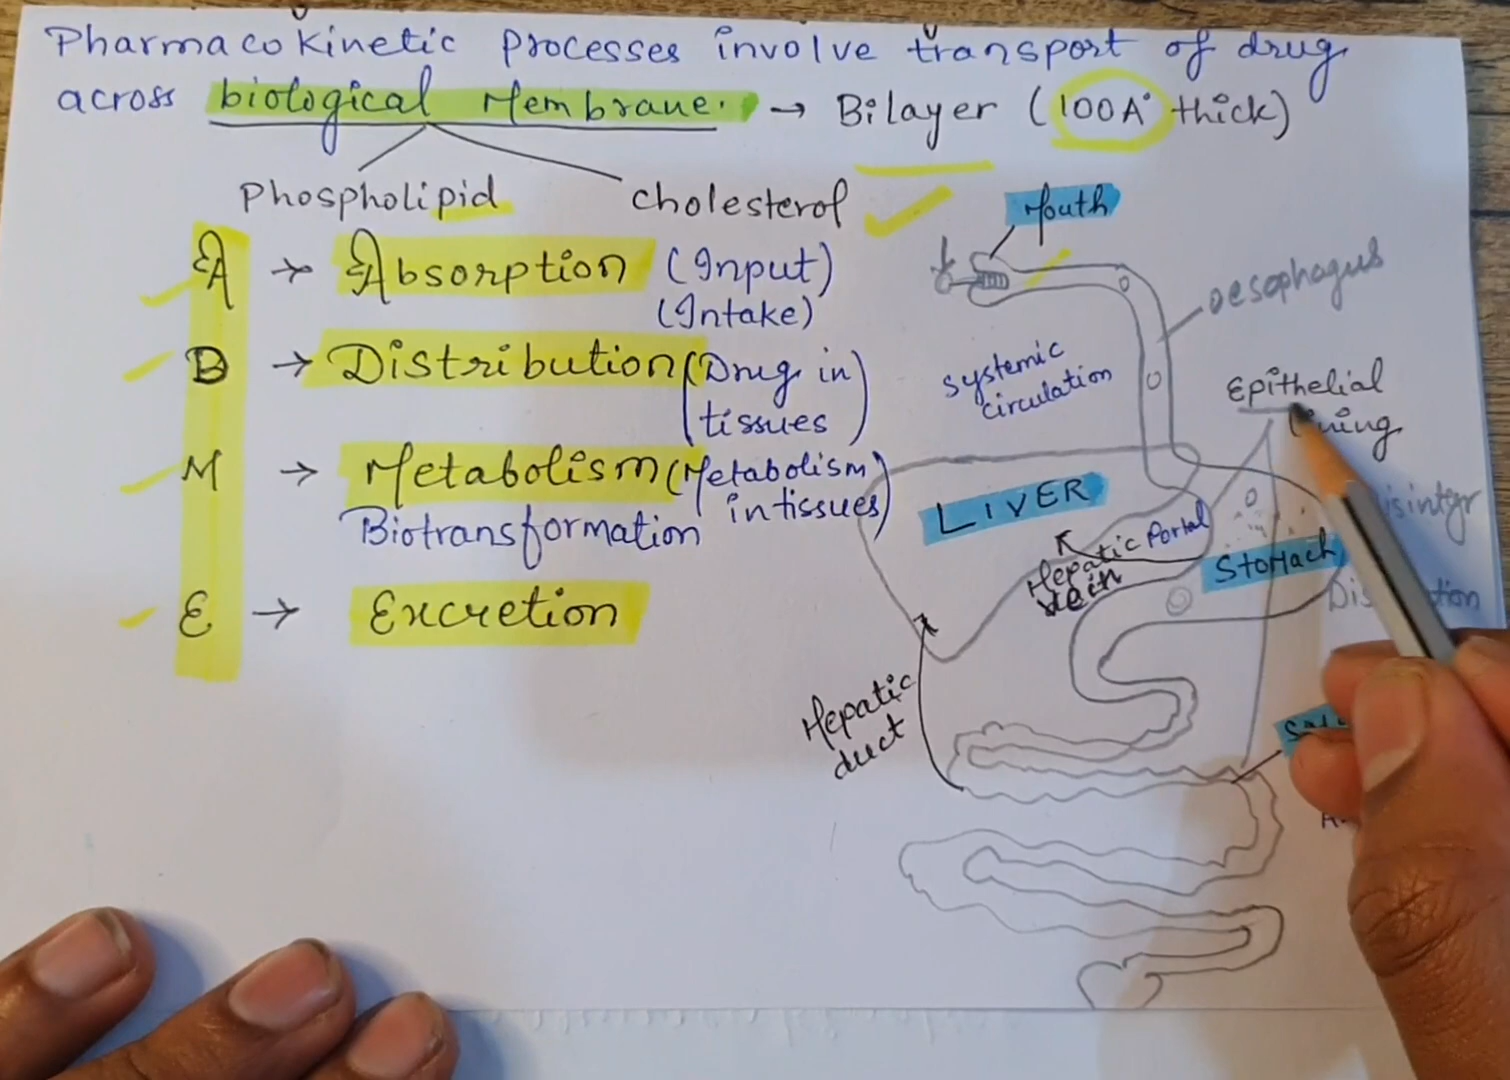 Pharmacokinetic Processes involve transport of drug
across biological Membrane. → Bilayer (100A° thick)
Phospholipid
cholesterol
A → Absorption (Input)
(Intake)
D → Distribution (Drug in
tissues)
M → Metabolism (Metabolism
in tissues)
Biotransformation
E → Excretion
Mouth
oesophagus
systemic
circulation
Epithelial
LIVER
Hepatic Portal
vein
Stomach
Hepatic
duct